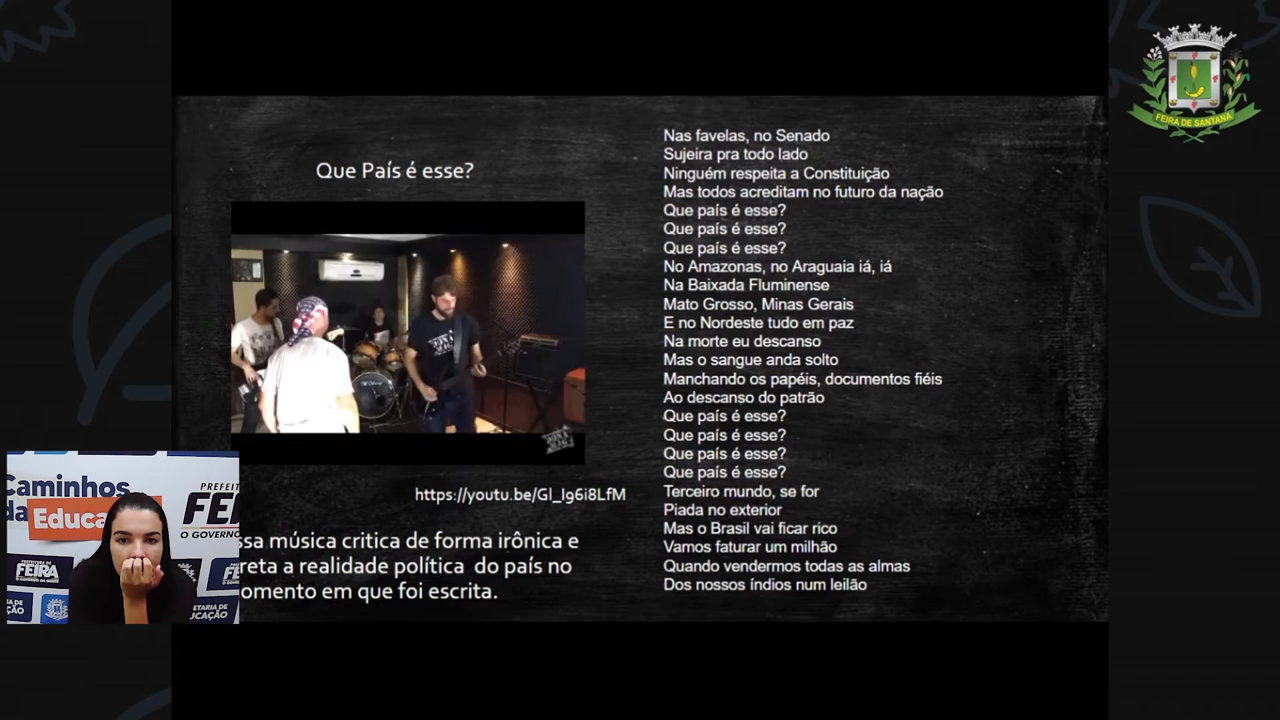 FEIRA DE SANTANA
Que País é esse?
Nas favelas, no Senado
Sujeira pra todo lado
Ninguém respeita a Constituição
Mas todos acreditam no futuro da nação
Que país é esse?
Que país é esse?
Que país é esse?
No Amazonas, no Araguaia iá, iá
Na Baixada Fluminense
Mato Grosso, Minas Gerais
E no Nordeste tudo em paz
Na morte eu descanso
Mas o sangue anda solto
Manchando os papéis, documentos fiéis
Ao descanso do patrão
Que país é esse?
Que país é esse?
Que país é esse?
Que país é esse?
Terceiro mundo, se for
Piada no exterior
Mas o Brasil vai ficar rico
Vamos faturar um milhão
Quando vendermos todas as almas
Dos nossos índios num leilão
https://youtu.be/Gl_lg6i8LfM
ssa música critica de forma irônica e
reta a realidade política do país no
omento em que foi escrita.
Caminhos
da Educa
PREFEIT
FEI
O GOVERNO
FEIRA
ETARIA DE
UCAÇÃO